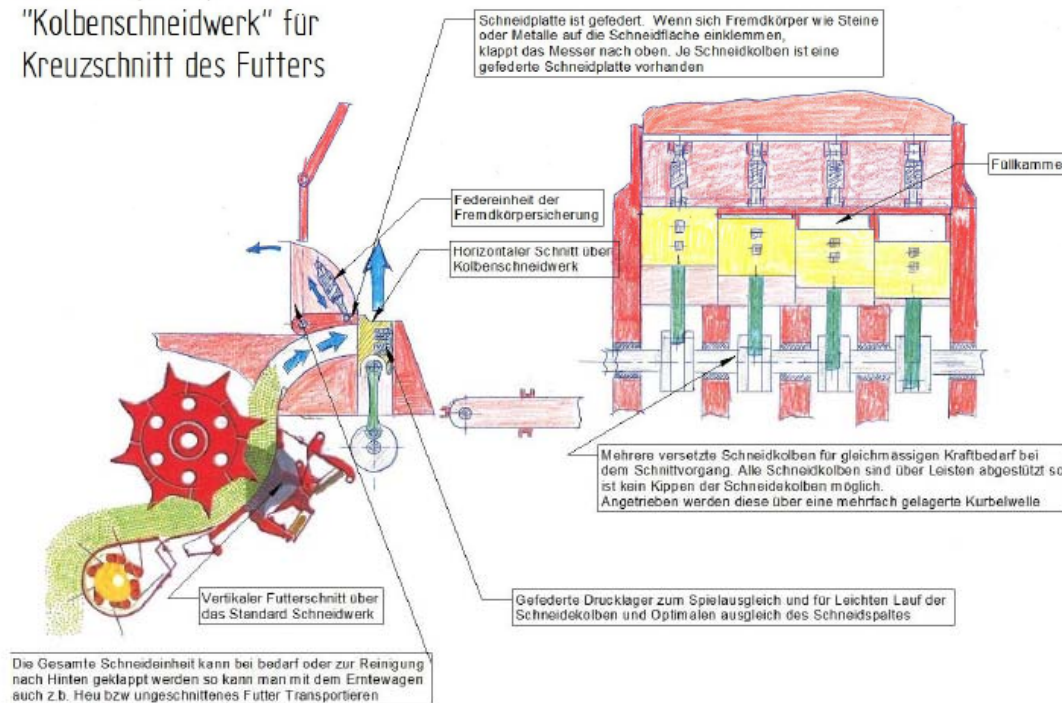 "Kolbenschneidwerk" für
Kreuzschnitt des Futters
Schneidplatte ist gefedert. Wenn sich Fremdkörper wie Steine
oder Metalle auf die Schneidfläche einklemmen,
klappt das Messer nach oben. Je Schneidkolben ist eine
gefederte Schneidplatte vorhanden
Füllkamme
Federeinheit der
Fremdkörpersicherung
Horizontaler Schnitt über
Kolbenschneidwerk
Mehrere versetzte Schneidkolben für gleichmässigen Kraftbedarf bei
dem Schnittvorgang. Alle Schneidkolben sind über Leisten abgestützt so
ist kein Kippen der Schneidekolben möglich.
Angetrieben werden diese über eine mehrfach gelagerte Kurbelwelle
Vertikaler Futterschnitt über
das Standard Schneidwerk
Gefederte Drucklager zum Spielausgleich und für Leichten Lauf der
Schneidekolben und Optimalen ausgleich des Schneidspaltes
Die Gesamte Schneideinheit kann bei bedarf oder zur Reinigung
nach Hinten geklappt werden so kann man mit dem Erntewagen
auch z.b. Heu bzw ungeschnittenes Futter Transportieren